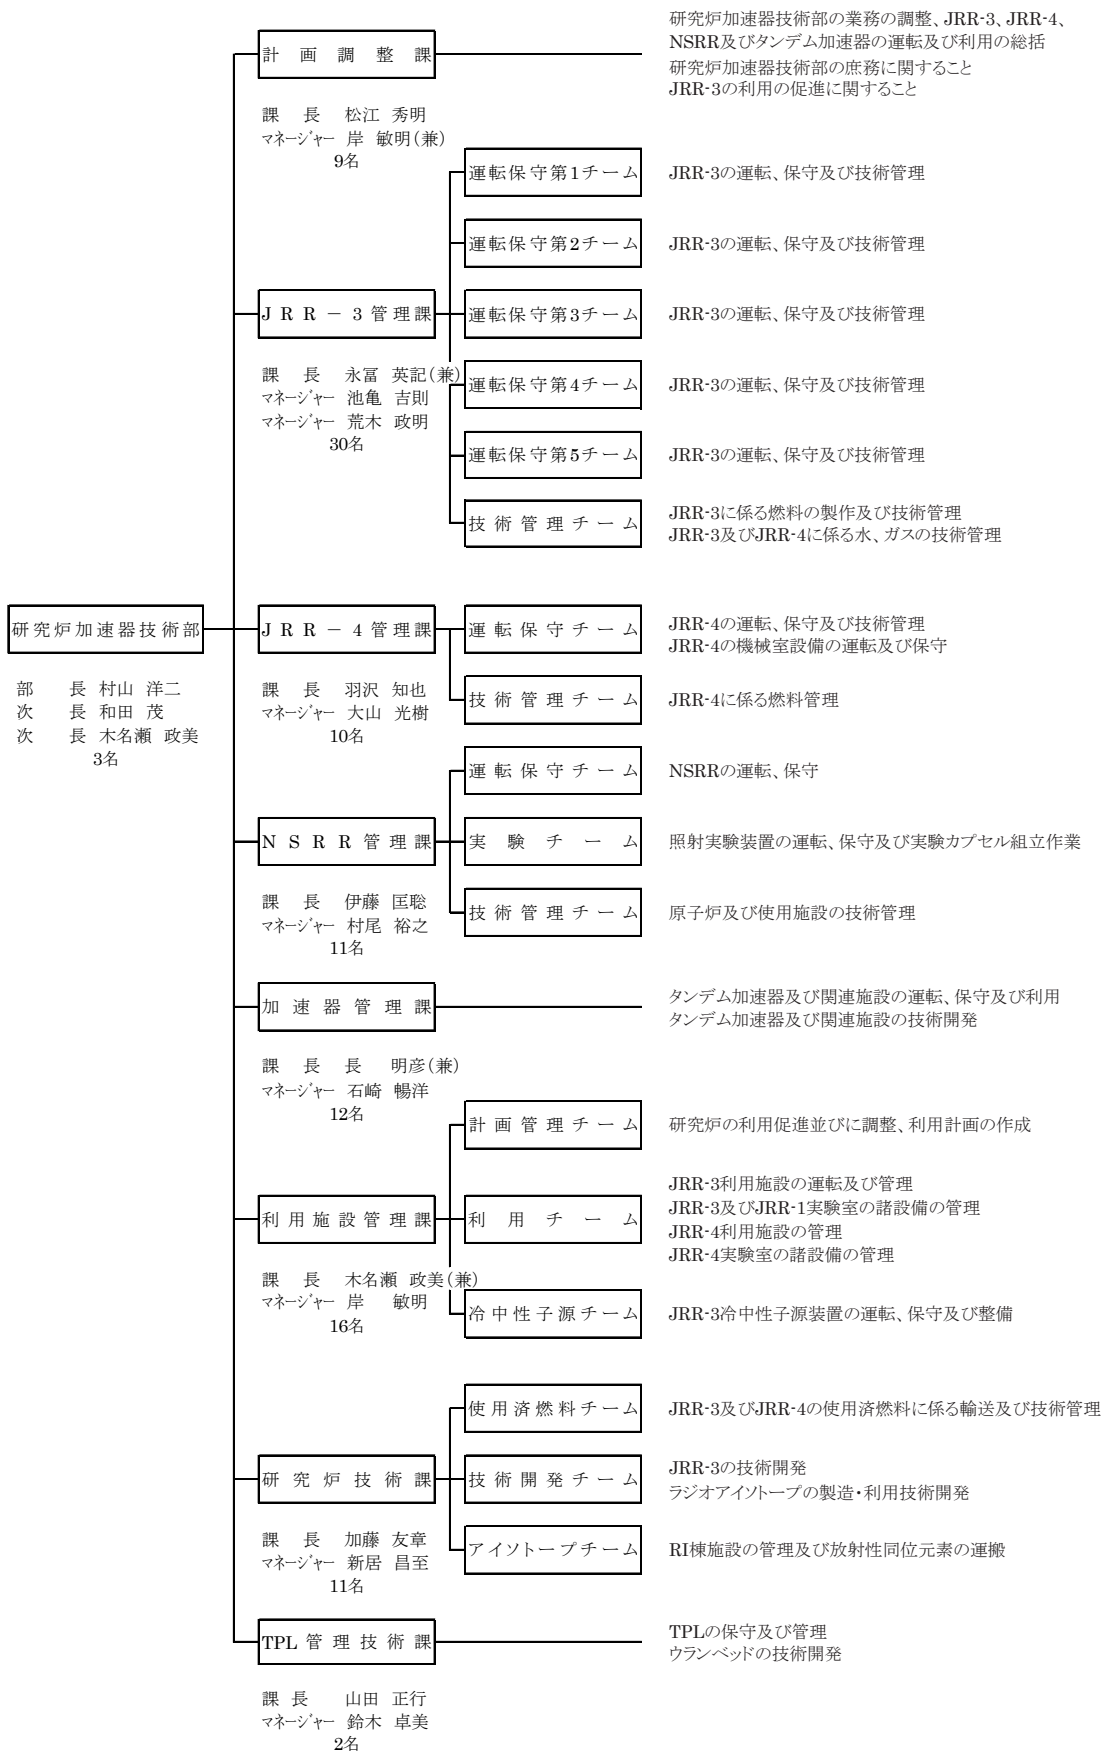 研究炉加速器技術部の業務の調整、JRR-3、JRR-4、
NSRR及びタンデム加速器の運転及び利用の総括
計画調整課
研究炉加速器技術部の庶務に関すること
JRR-3の利用の促進に関すること
課 長 松江 秀明
マネージャー 岸 敏明(兼)
9名
運転保守第1チーム JRR-3の運転、保守及び技術管理
運転保守第2チーム JRR-3の運転、保守及び技術管理
JRR-3管理課 運転保守第3チーム JRR-3の運転、保守及び技術管理
課 長 永冨 英記(兼)
マネージャー 池亀 吉則
マネージャー 荒木 政明
30名
運転保守第4チーム JRR-3の運転、保守及び技術管理
運転保守第5チーム JRR-3の運転、保守及び技術管理
技術管理チーム
JRR-3に係る燃料の製作及び技術管理
JRR-3及びJRR-4に係る水、ガスの技術管理
研究炉加速器技術部
部 長 村山 洋二
次 長 和田 茂
次 長 木名瀬 政美
3名
JRR-4管理課 運転保守チーム
JRR-4の運転、保守及び技術管理
JRR-4の機械室設備の運転及び保守
課 長 羽沢 知也
マネージャー 大山 光樹
10名
技術管理チーム JRR-4に係る燃料管理
運転保守チーム NSRRの運転、保守
NSRR管理課 実験チーム 照射実験装置の運転、保守及び実験カプセル組立作業
課 長 伊藤 匡聡
マネージャー 村尾 裕之
11名
技術管理チーム 原子炉及び使用施設の技術管理
加速器管理課
タンデム加速器及び関連施設の運転、保守及び利用
タンデム加速器及び関連施設の技術開発
課 長 長 明彦(兼)
マネージャー 石崎 暢洋
12名
計画管理チーム 研究炉の利用促進並びに調整、利用計画の作成
利用施設管理課 利用チーム
JRR-3利用施設の運転及び管理
JRR-3及びJRR-1実験室の諸設備の管理
JRR-4利用施設の管理
JRR-4実験室の諸設備の管理
課 長 木名瀬 政美(兼)
マネージャー 岸 敏明
16名
冷中性子源チーム JRR-3冷中性子源装置の運転、保守及び整備
使用済燃料チーム JRR-3及びJRR-4の使用済燃料に係る輸送及び技術管理
研究炉技術課 技術開発チーム
JRR-3の技術開発
ラジオアイソトープの製造・利用技術開発
課 長 加藤 友章
マネージャー 新居 昌至
11名
アイソトープチーム RI棟施設の管理及び放射性同位元素の運搬
TPL管理技術課
TPLの保守及び管理
ウランベッドの技術開発
課 長 山田 正行
マネージャー 鈴木 卓美
2名